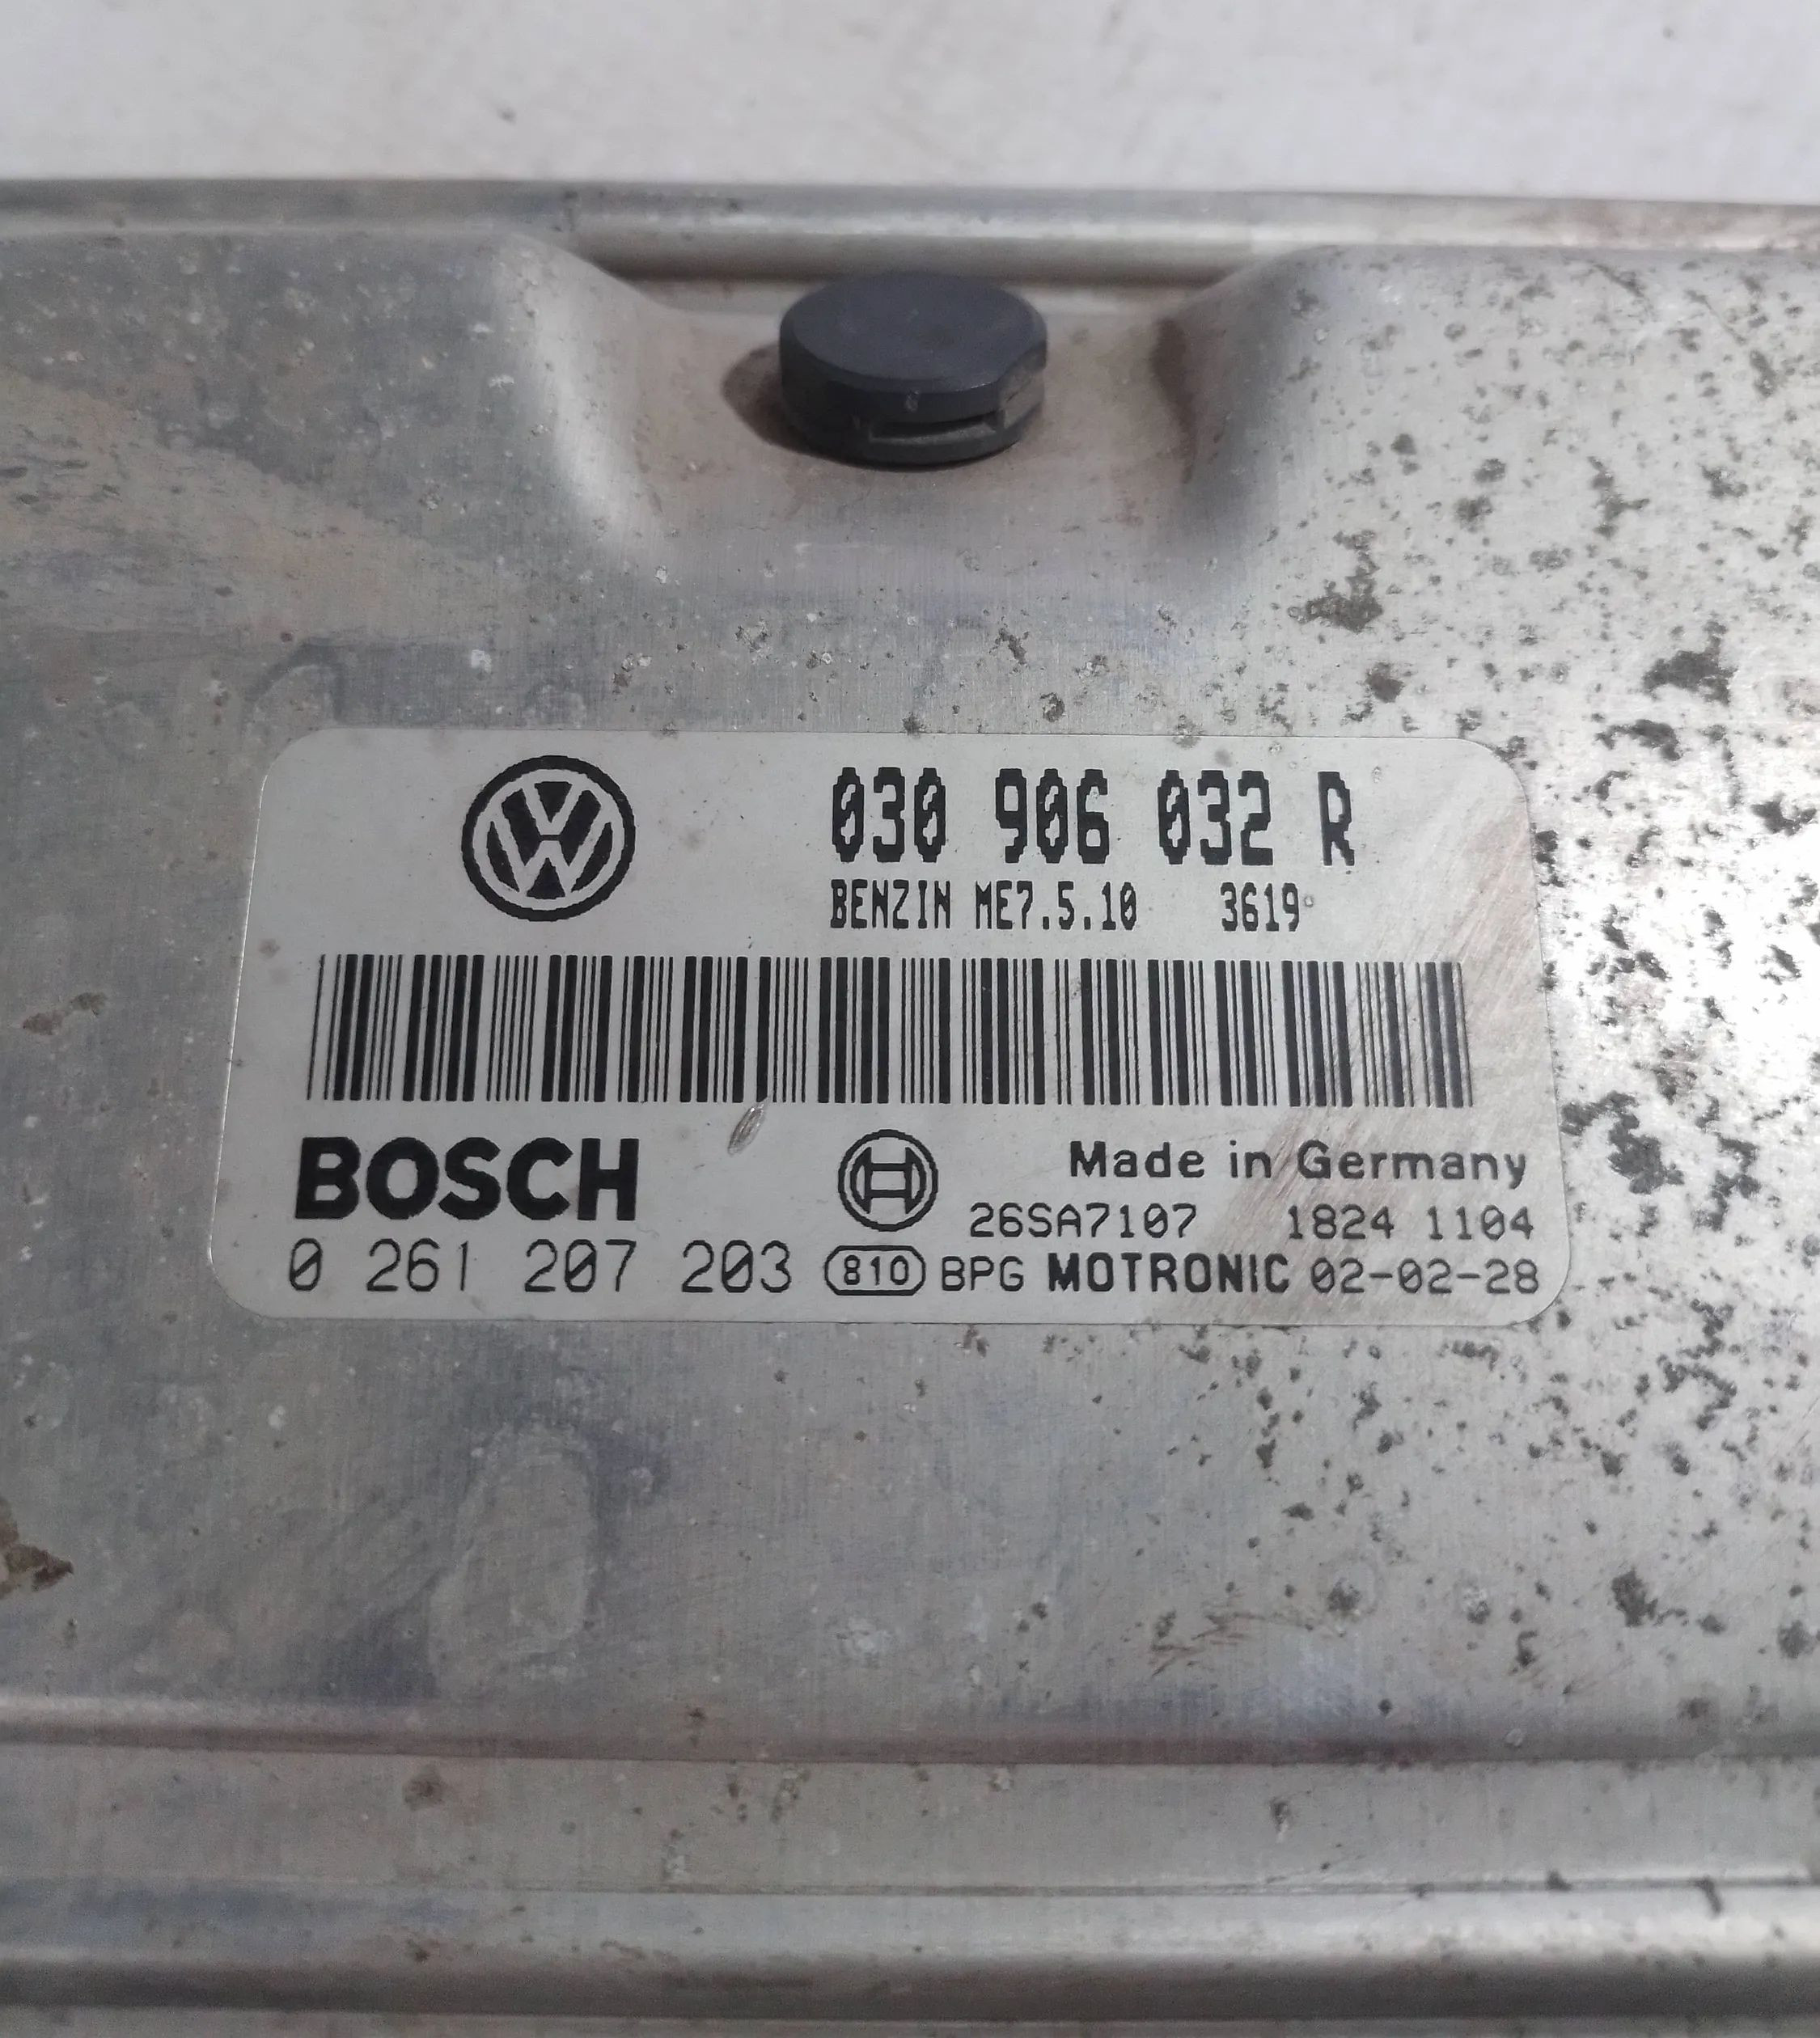 030 906 032 R
BENZIN ME7.5.10 3619
BOSCH
Made in Germany
26SA7107 1824 1104
0 261 207 203 810 BPG MOTRONIC 02-02-28